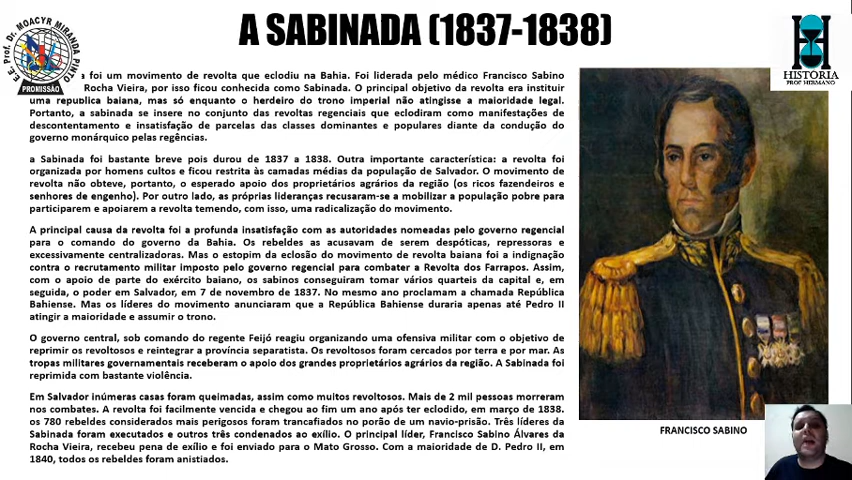 A SABINADA (1837-1838)
E.E. Prof. Dr. MOACYR MIRANDA PINTO
PROMISSÃO
HISTORIA
PROF HERMANO
a foi um movimento de revolta que eclodiu na Bahia. Foi liderada pelo médico Francisco Sabino
Rocha Vieira, por isso ficou conhecida como Sabinada. O principal objetivo da revolta era instituir
uma república baiana, mas só enquanto o herdeiro do trono imperial não atingisse a maioridade legal.
Portanto, a sabinada se insere no conjunto das revoltas regenciais que eclodiram como manifestações de
descontentamento e insatisfação de parcelas das classes dominantes e populares diante da condução do
governo monárquico pelas regências.
a Sabinada foi bastante breve pois durou de 1837 a 1838. Outra importante característica: a revolta foi
organizada por homens cultos e ficou restrita às camadas médias da população de Salvador. O movimento de
revolta não obteve, portanto, o esperado apoio dos proprietários agrários da região (os ricos fazendeiros e
senhores de engenho). Por outro lado, as próprias lideranças recusaram-se a mobilizar a população pobre para
participarem e apoiarem a revolta temendo, com isso, uma radicalização do movimento.
A principal causa da revolta foi a profunda insatisfação com as autoridades nomeadas pelo governo regencial
para o comando do governo da Bahia. Os rebeldes as acusavam de serem despóticas, repressoras e
excessivamente centralizadoras. Mas o estopim da eclosão do movimento de revolta baiana foi a indignação
contra o recrutamento militar imposto pelo governo regencial para combater a Revolta dos Farrapos. Assim,
com o apoio de parte do exército baiano, os sabinos conseguiram tomar vários quarteis da capital e, em
seguida, o poder em Salvador, em 7 de novembro de 1837. No mesmo ano proclamam a chamada República
Bahiense. Mas os líderes do movimento anunciaram que a República Bahiense duraria apenas até Pedro II
atingir a maioridade e assumir o trono.
O governo central, sob comando do regente Feijó reagiu organizando uma ofensiva militar com o objetivo de
reprimir os revoltosos e reintegrar a província separatista. Os revoltosos foram cercados por terra e por mar. As
tropas militares governamentais receberam o apoio dos grandes proprietários agrários da região. A Sabinada foi
reprimida com bastante violência.
Em Salvador inúmeras casas foram queimadas, assim como muitos revoltosos. Mais de 2 mil pessoas morreram
nos combates. A revolta foi facilmente vencida e chegou ao fim um ano após ter eclodido, em março de 1838.
os 780 rebeldes considerados mais perigosos foram trancafiados no porão de um navio-prisão. Três líderes da
Sabinada foram executados e outros três condenados ao exílio. O principal líder, Francisco Sabino Álvares da
Rocha Vieira, recebeu pena de exílio e foi enviado para o Mato Grosso. Com a maioridade de D. Pedro II, em
1840, todos os rebeldes foram anistiados.
FRANCISCO SABINO